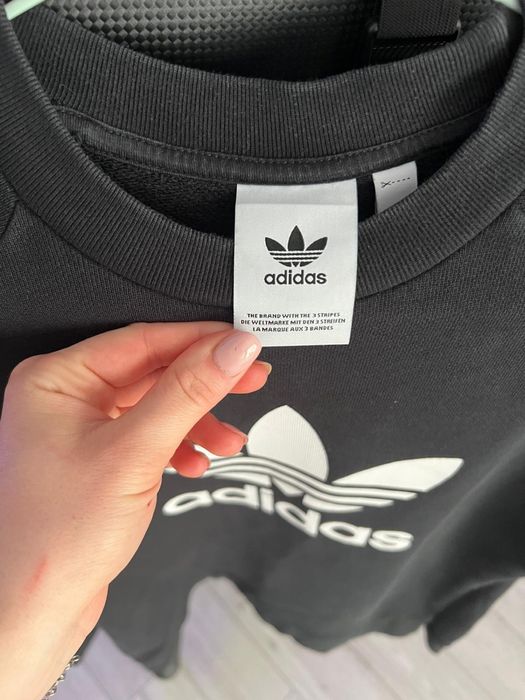 adidas
THE BRAND WITH THE 3 STRIPES
DIE WELTMARKE MIT DEN 3 STREIFEN
LA MARQUE AUX 3 BANDES
adidas